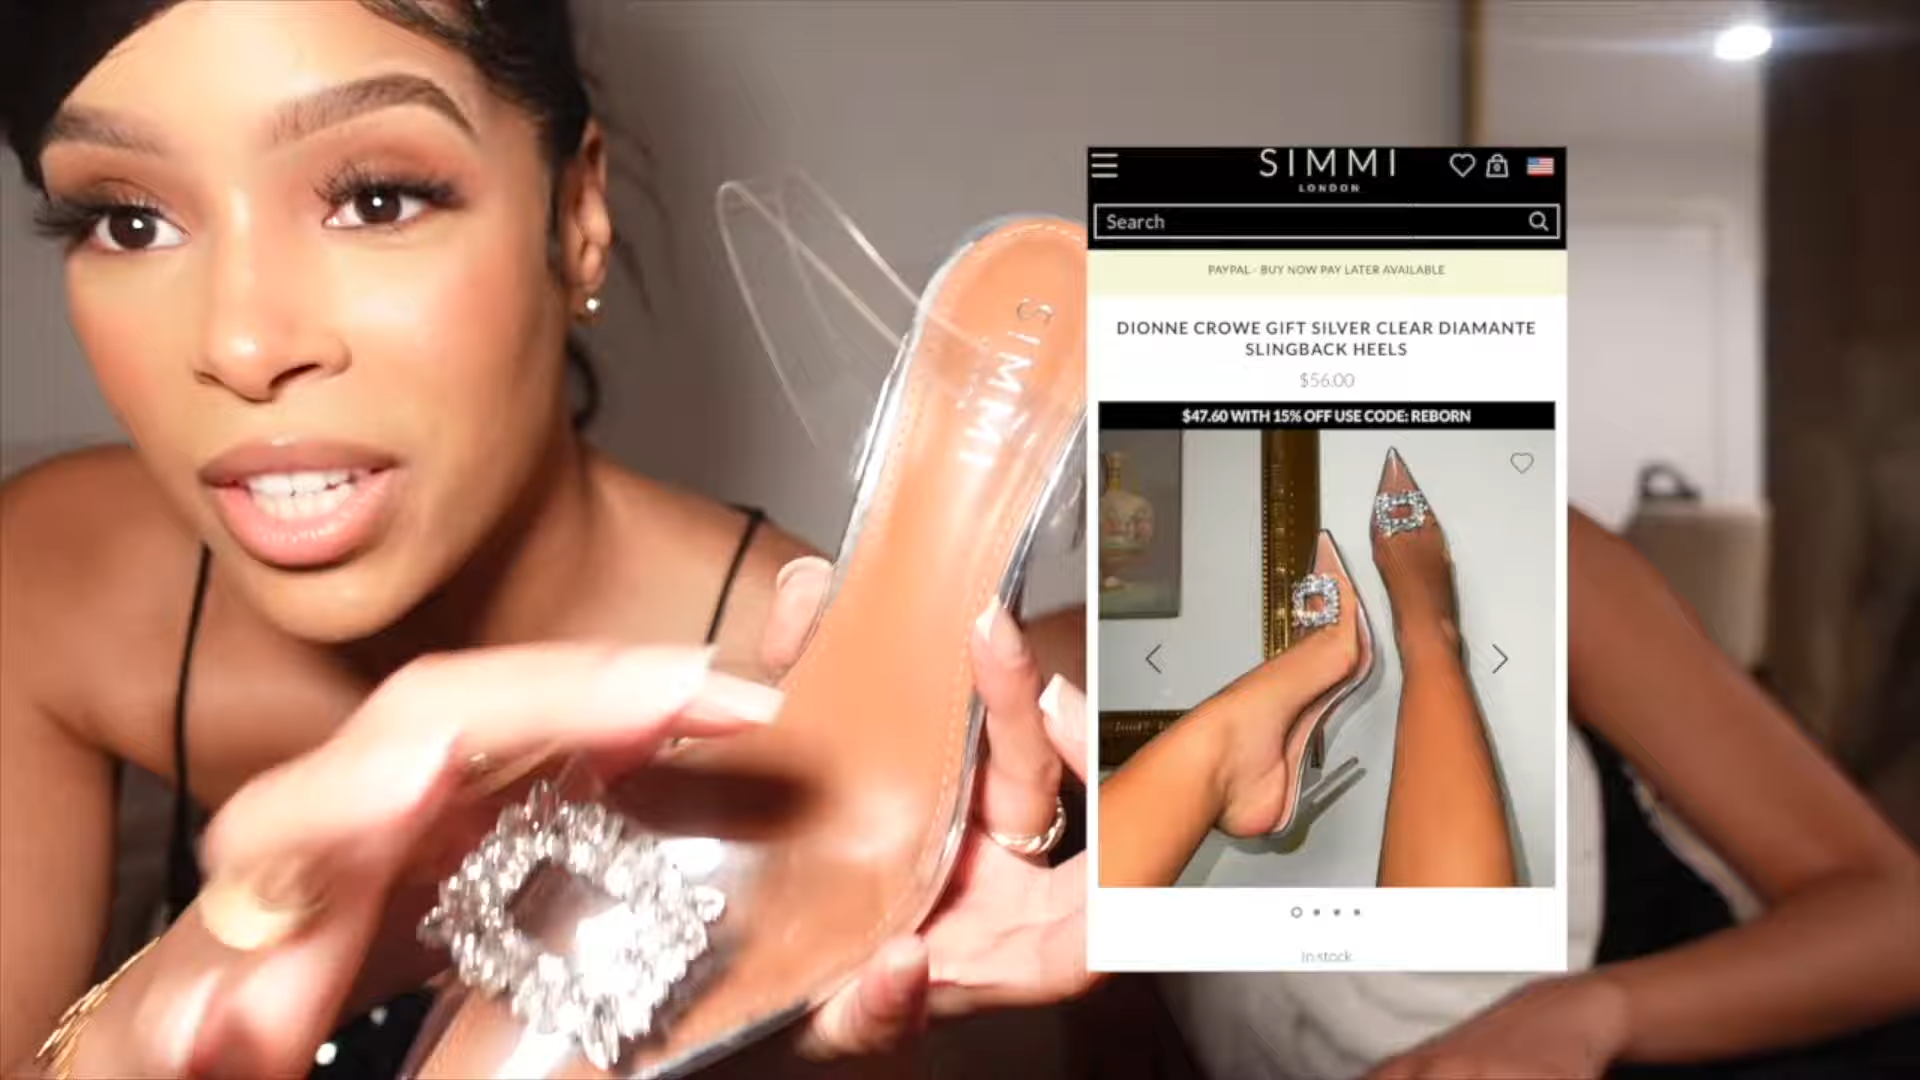 SIMMI
SIMMI
LONDON
0
Search
PAYPAL - BUY NOW PAY LATER AVAILABLE
DIONNE CROWE GIFT SILVER CLEAR DIAMANTE
SLINGBACK HEELS
$56.00
$47.60 WITH 15% OFF USE CODE: REBORN
In stock